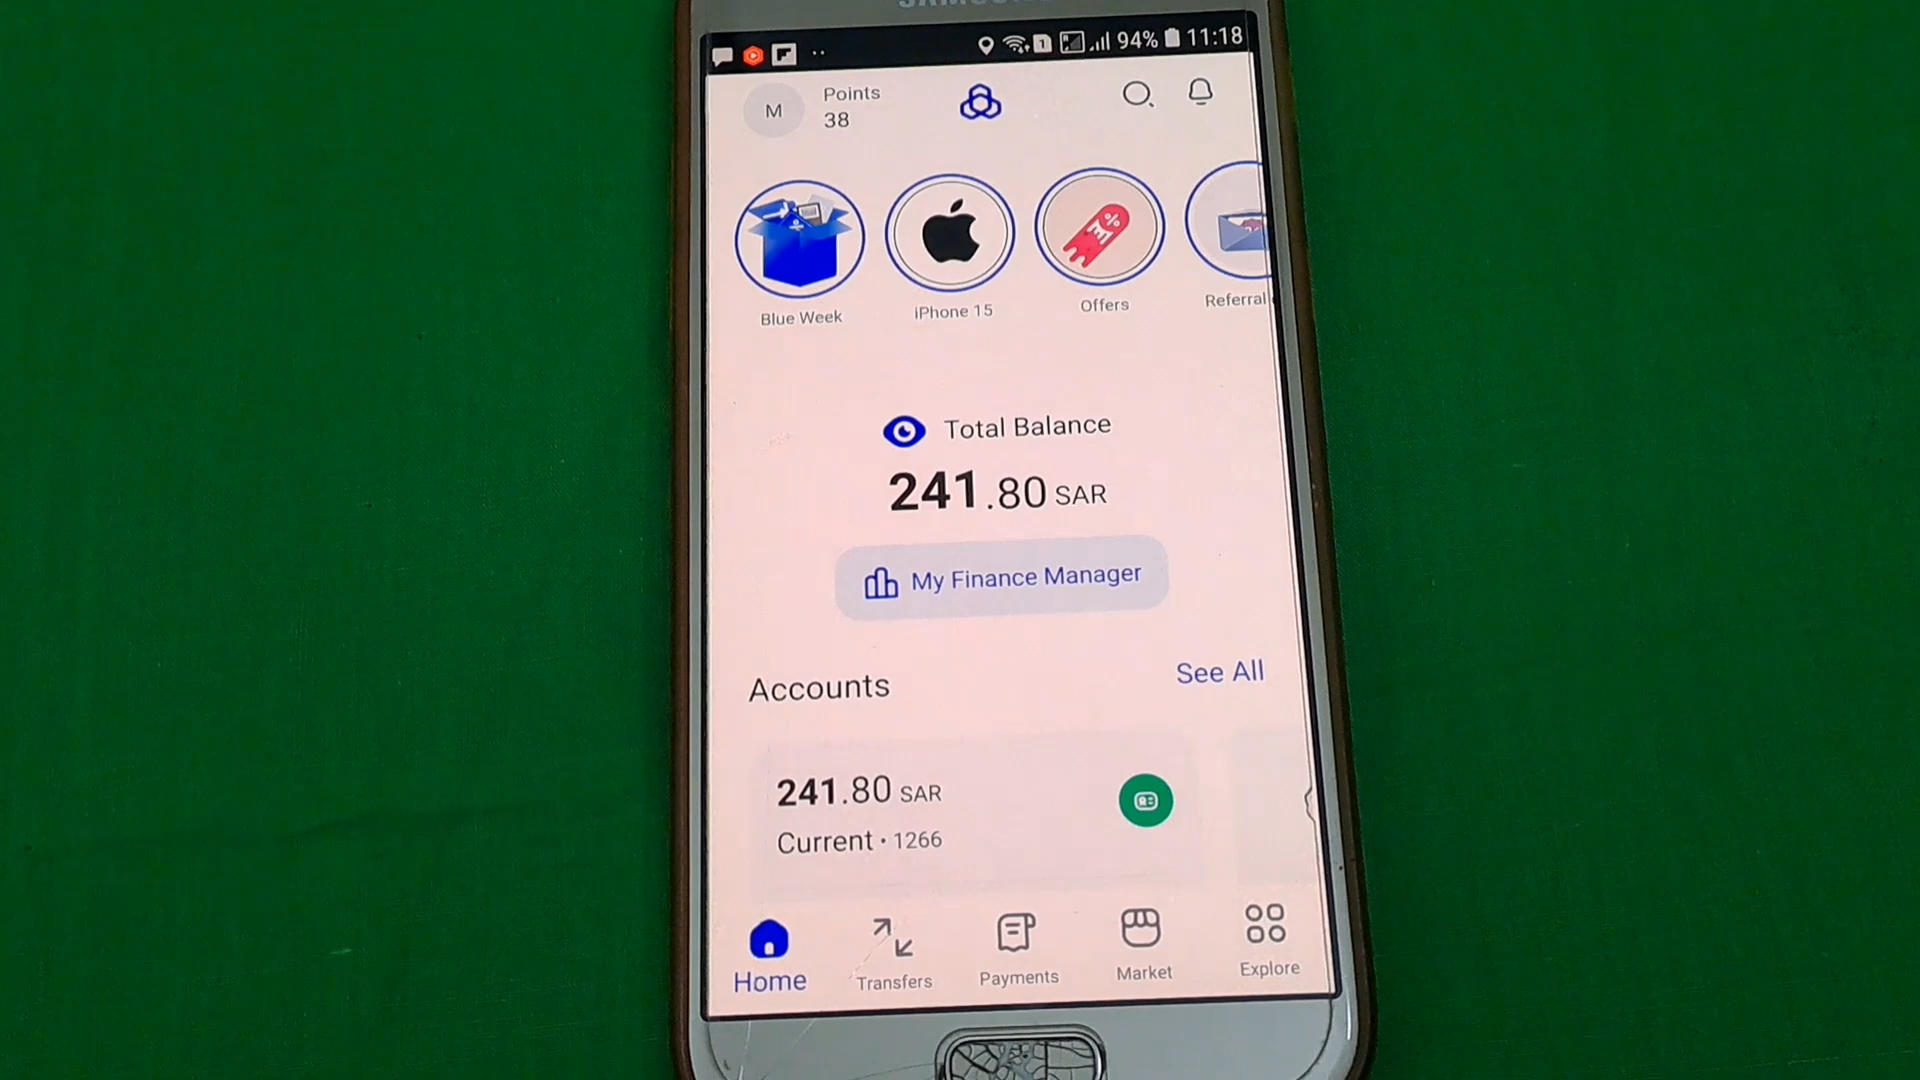 SAMSUNG
94% 11:18
M
Points
38
Blue Week
iPhone 15
Offers
Referral
Total Balance
241.80 SAR
My Finance Manager
Accounts
See All
241.80 SAR
Current · 1266
Home
Transfers
Payments
Market
Explore